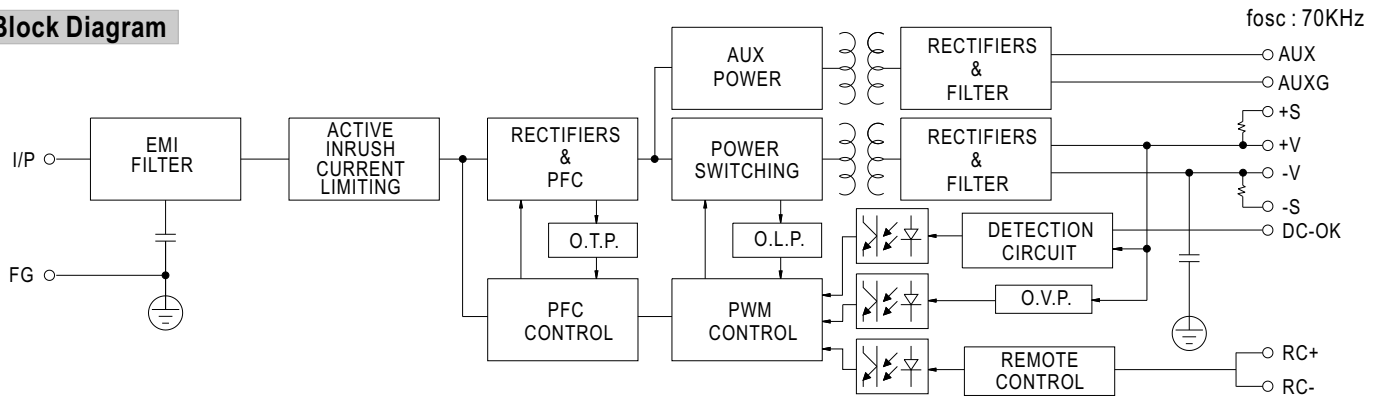 Block Diagram
fosc : 70KHz
AUX
POWER
RECTIFIERS
&
FILTER
AUX
AUXG
+S
+V
-V
-S
DC-OK
I/P
EMI
FILTER
ACTIVE
INRUSH
CURRENT
LIMITING
RECTIFIERS
&
PFC
POWER
SWITCHING
RECTIFIERS
&
FILTER
O.T.P.
O.L.P.
DETECTION
CIRCUIT
FG
PFC
CONTROL
PWM
CONTROL
O.V.P.
REMOTE
CONTROL
RC+
RC-